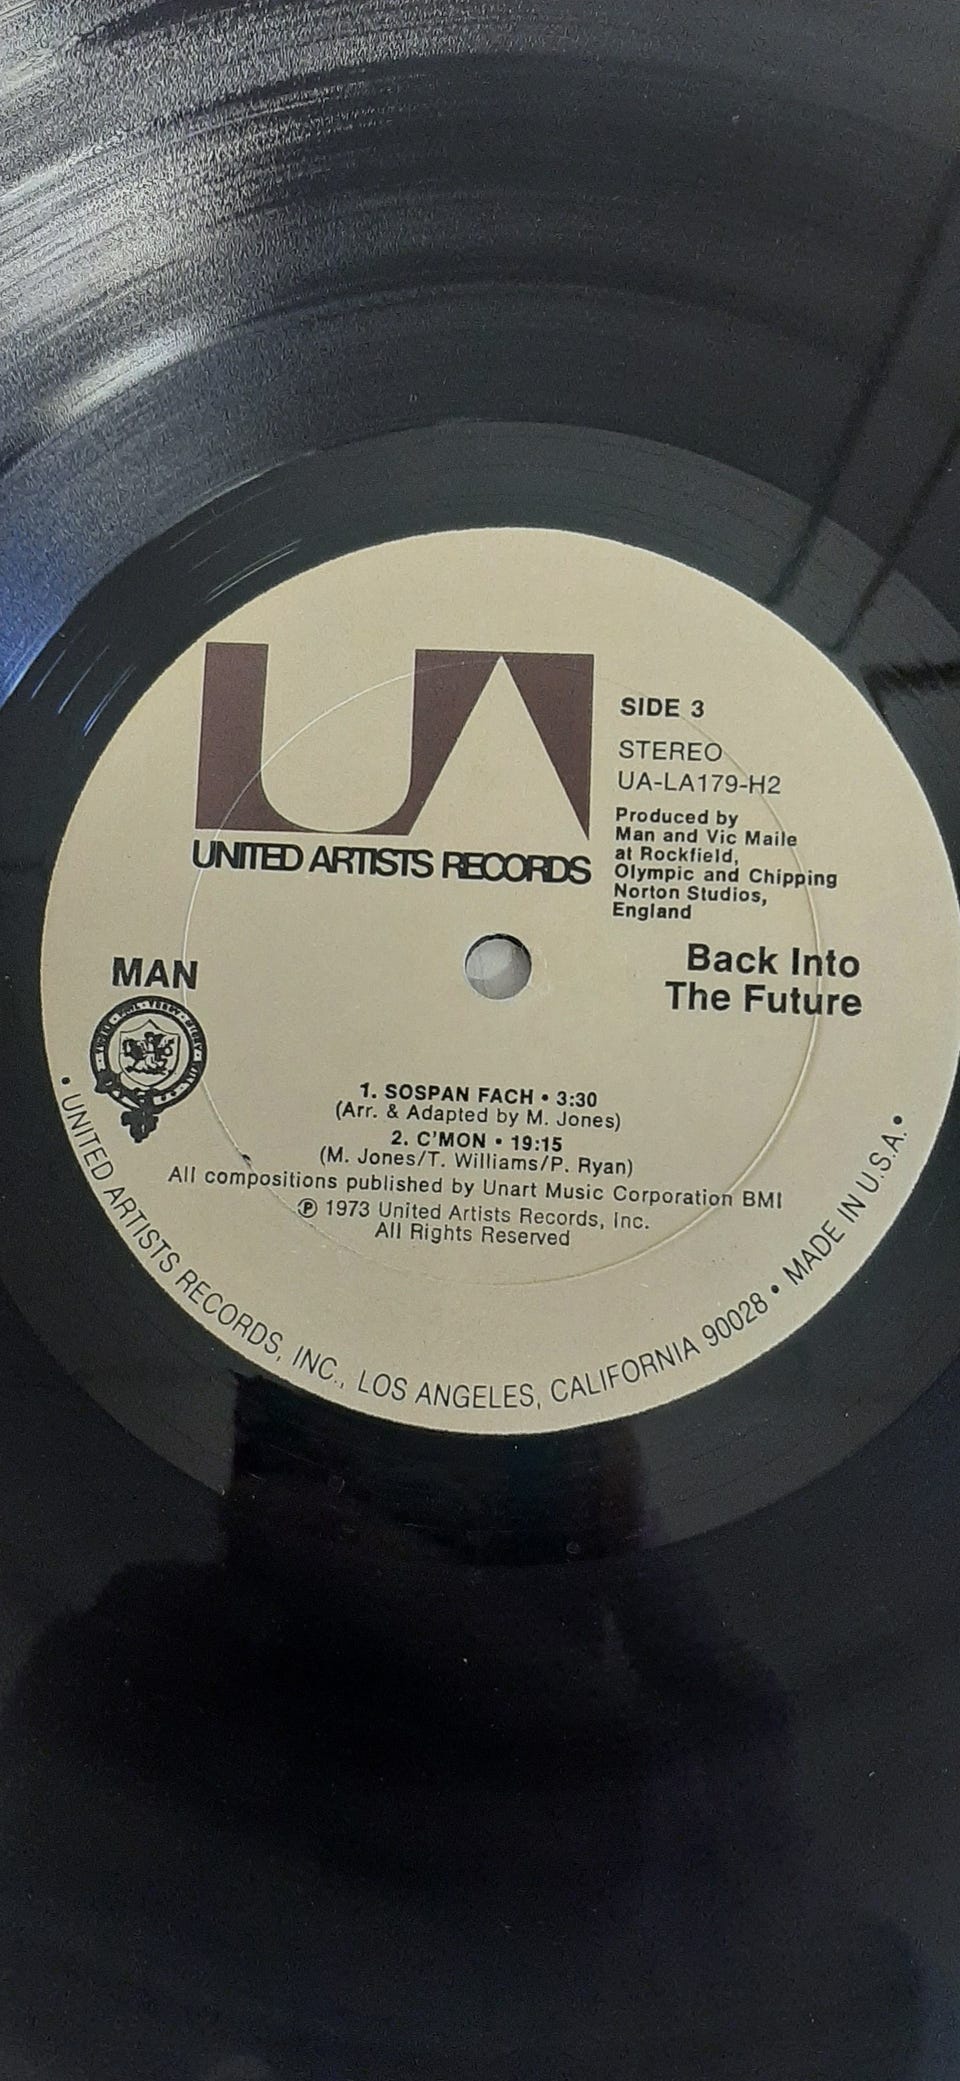 UA
UNITED ARTISTS RECORDS
SIDE 3
STEREO
UA-LA179-H2
Produced by
Man and Vic Maile
at Rockfield,
Olympic and Chipping
Norton Studios,
England
MAN
Back Into
The Future
1. SOSPAN FACH • 3:30
(Arr. & Adapted by M. Jones)
2. C'MON • 19:15
(M. Jones/T. Williams/P. Ryan)
All compositions published by Unart Music Corporation BMI
℗ 1973 United Artists Records, Inc.
All Rights Reserved
• UNITED ARTISTS RECORDS, INC., LOS ANGELES, CALIFORNIA 90028 • MADE IN U.S.A. •